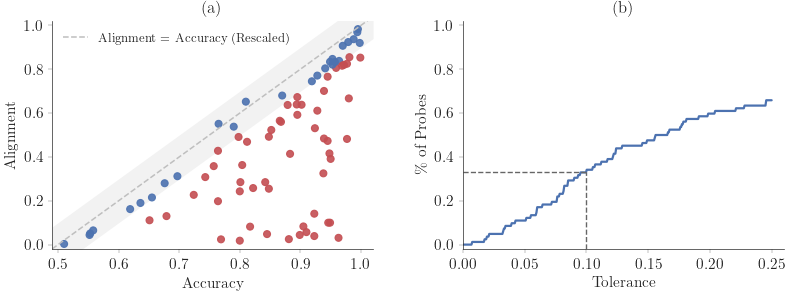 (a)
1.0
0.8
0.6
0.4
0.2
0.0
Alignment
Alignment = Accuracy (Rescaled)
0.5 0.6 0.7 0.8 0.9 1.0
Accuracy
(b)
1.0
0.8
0.6
0.4
0.2
0.0
% of Probes
0.00 0.05 0.10 0.15 0.20 0.25
Tolerance